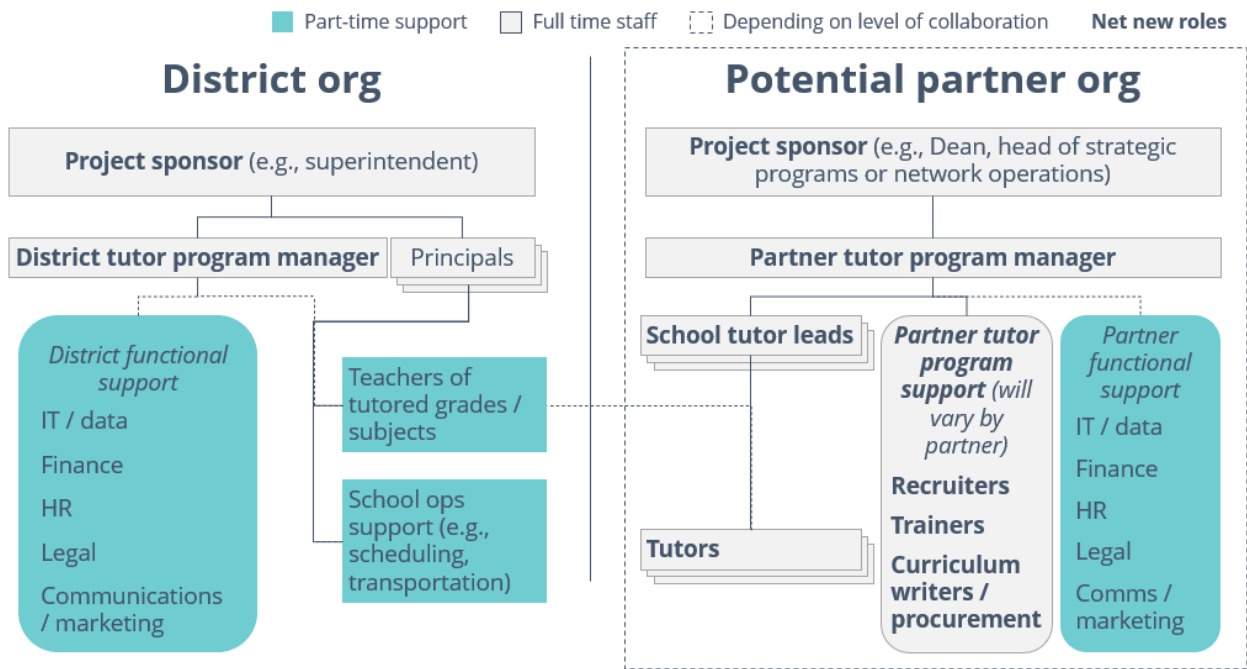 Part-time support
Full time staff
Depending on level of collaboration
Net new roles
District org
Project sponsor (e.g., superintendent)
District tutor program manager
Principals
District functional
support
IT / data
Finance
HR
Legal
Communications
/ marketing
Teachers of
tutored grades /
subjects
School ops
support (e.g.,
scheduling,
transportation)
Potential partner org
Project sponsor (e.g., Dean, head of strategic
programs or network operations)
Partner tutor program manager
School tutor leads
Tutors
Partner tutor
program
support (will
vary by
partner)
Recruiters
Trainers
Curriculum
writers /
procurement
Partner
functional
support
IT / data
Finance
HR
Legal
Comms /
marketing